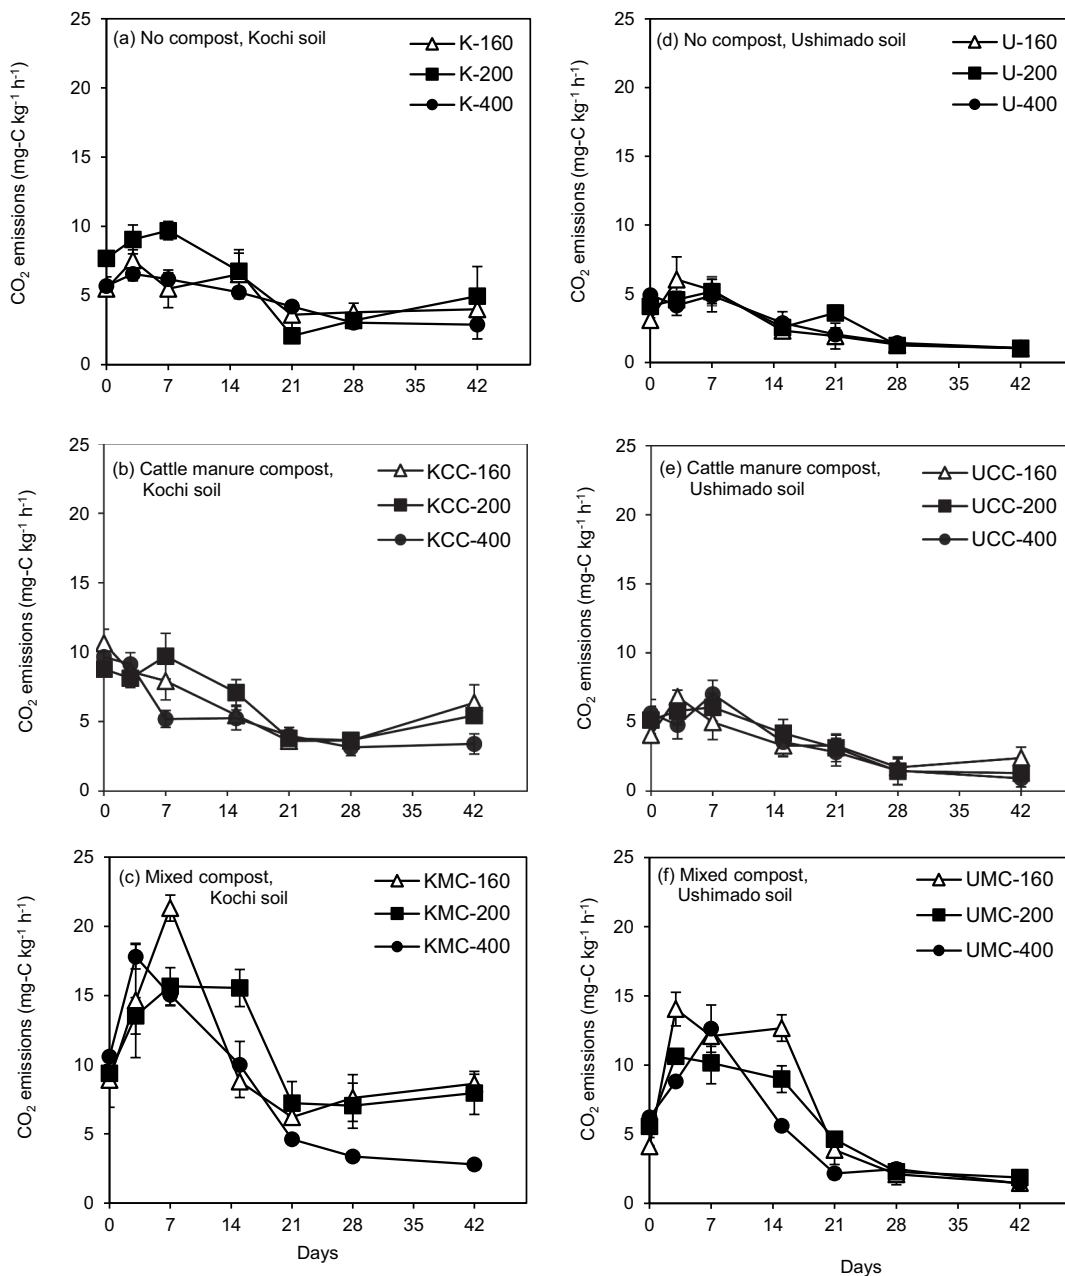 (a) No compost, Kochi soil
K-160
K-200
K-400
CO2 emissions (mg-C kg-1 h-1)
25
20
15
10
5
0
0 7 14 21 28 35 42
(d) No compost, Ushimado soil
U-160
U-200
U-400
CO2 emissions (mg-C kg-1 h-1)
25
20
15
10
5
0
0 7 14 21 28 35 42
(b) Cattle manure compost,
Kochi soil
KCC-160
KCC-200
KCC-400
CO2 emissions (mg-C kg-1 h-1)
25
20
15
10
5
0
0 7 14 21 28 35 42
(e) Cattle manure compost,
Ushimado soil
UCC-160
UCC-200
UCC-400
CO2 emissions (mg-C kg-1 h-1)
25
20
15
10
5
0
0 7 14 21 28 35 42
(c) Mixed compost,
Kochi soil
KMC-160
KMC-200
KMC-400
CO2 emissions (mg-C kg-1 h-1)
25
20
15
10
5
0
0 7 14 21 28 35 42
Days
(f) Mixed compost,
Ushimado soil
UMC-160
UMC-200
UMC-400
CO2 emissions (mg-C kg-1 h-1)
25
20
15
10
5
0
0 7 14 21 28 35 42
Days